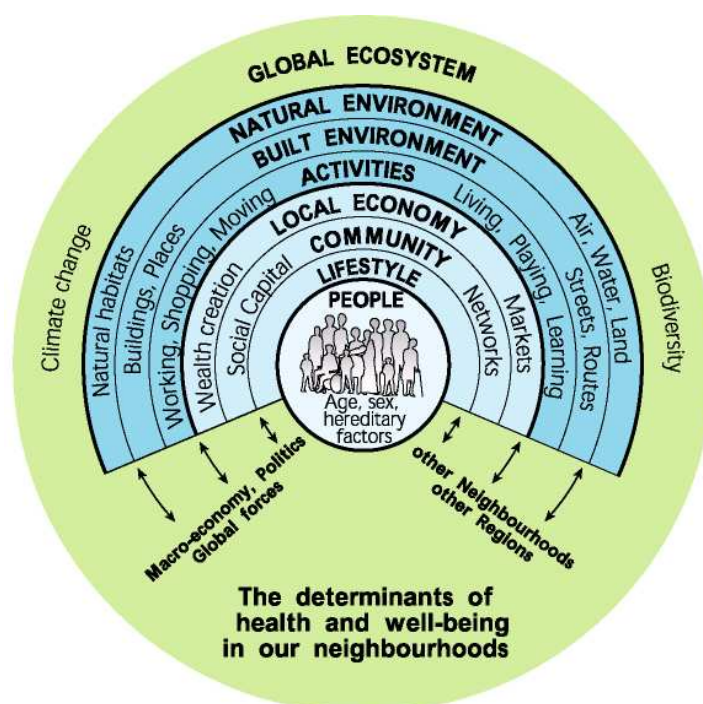 GLOBAL ECOSYSTEM
NATURAL ENVIRONMENT
BUILT ENVIRONMENT
ACTIVITIES
LOCAL ECONOMY
COMMUNITY
LIFESTYLE
PEOPLE
Age, sex,
hereditary
factors
Climate change
Natural habitats
Buildings, Places
Working, Shopping, Moving
Wealth creation
Social Capital
Networks
Markets
Living, Playing, Learning
Streets, Routes
Air, Water, Land
Biodiversity
Macro-economy, Politics
Global forces
other Neighbourhoods
other Regions
The determinants of
health and well-being
in our neighbourhoods